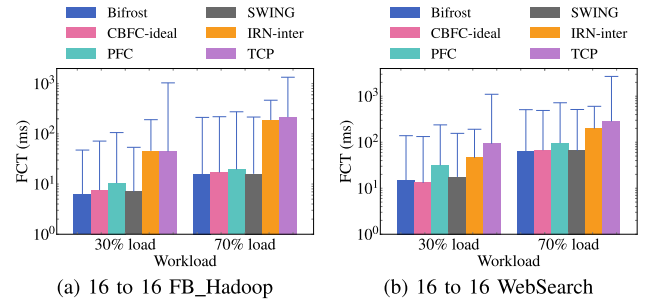 Bifrost SWING
CBFC-ideal IRN-inter
PFC TCP
10³
10²
10¹
10⁰
FCT (ms)
30% load 70% load
Workload
(a) 16 to 16 FB_Hadoop
Bifrost SWING
CBFC-ideal IRN-inter
PFC TCP
10³
10²
10¹
10⁰
FCT (ms)
30% load 70% load
Workload
(b) 16 to 16 WebSearch